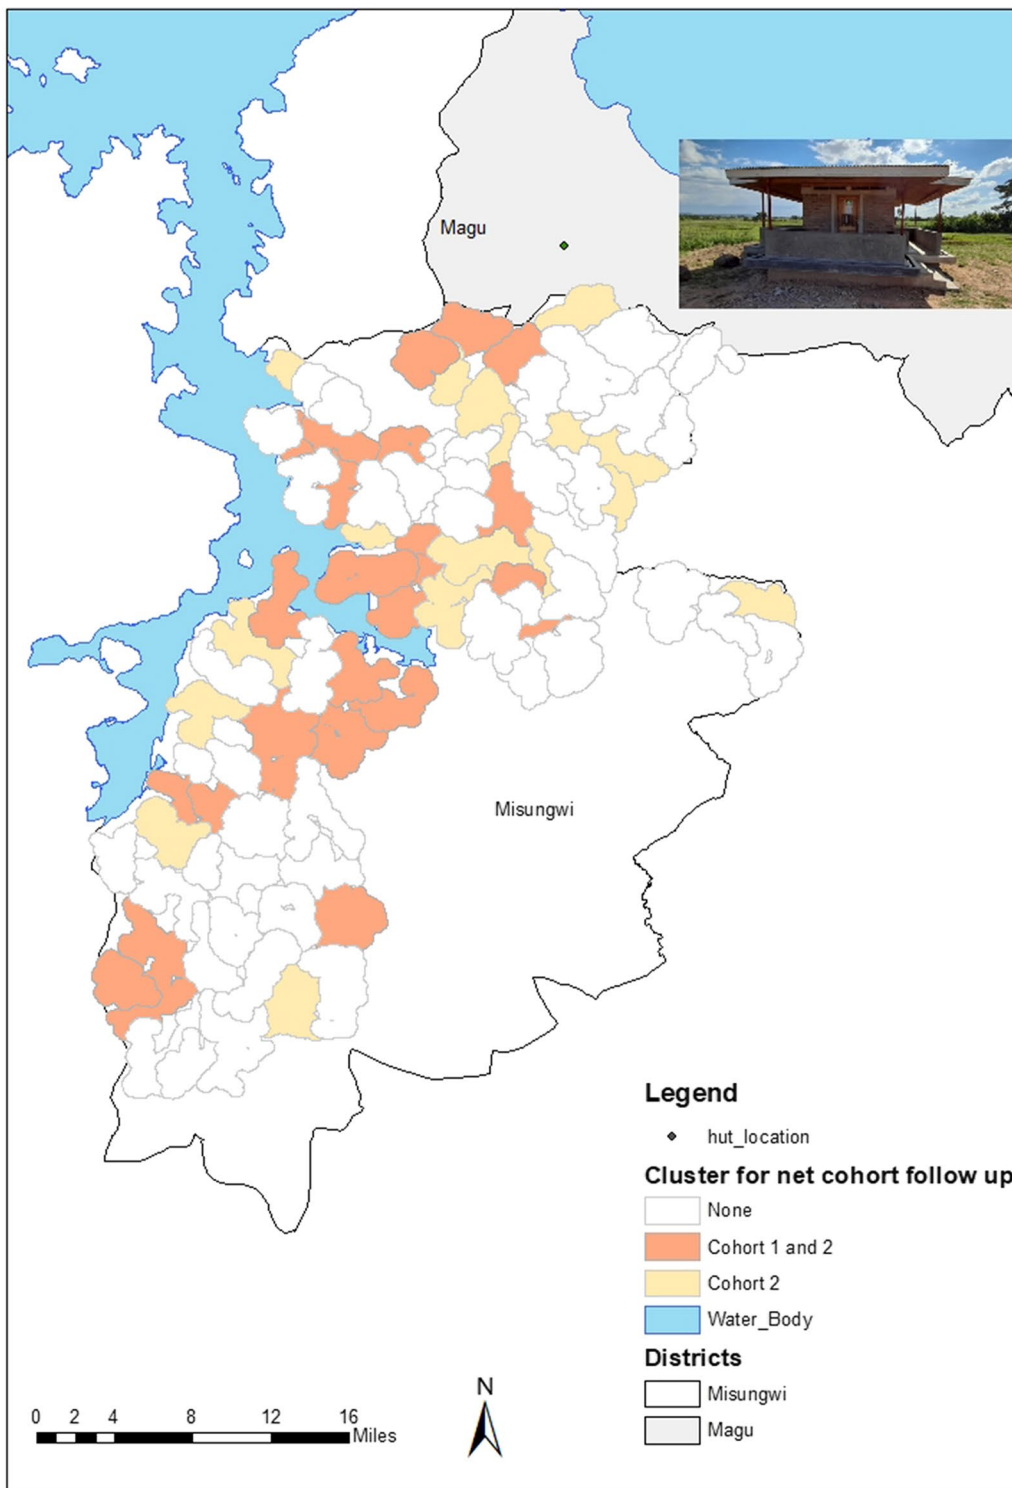 Magu
Misungwi
Legend
hut_location
Cluster for net cohort follow up
None
Cohort 1 and 2
Cohort 2
Water_Body
Districts
Misungwi
Magu
N
0 2 4 8 12 16
Miles